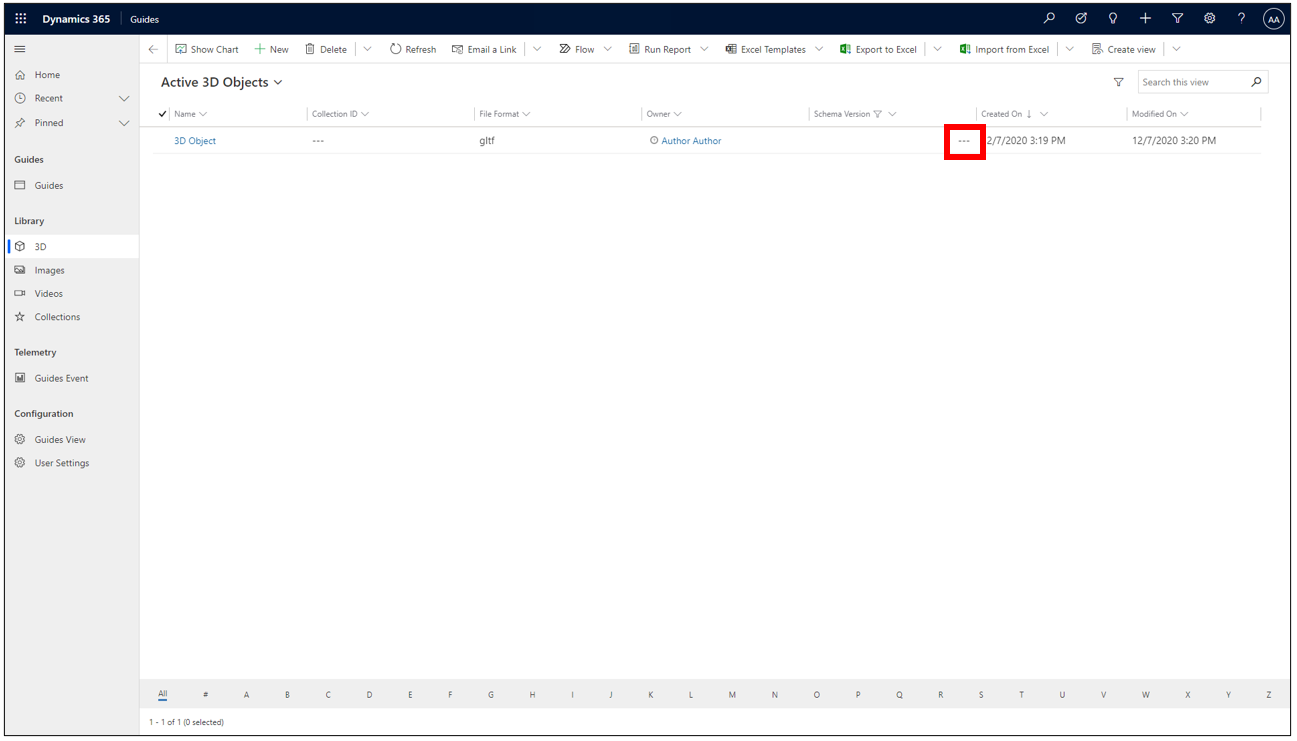 Dynamics 365 Guides ? AA
Show Chart New Delete Refresh Email a Link Flow Run Report Excel Templates Export to Excel Import from Excel Create view
Home
Recent
Pinned
Guides
Guides
Library
3D
Images
Videos
Collections
Telemetry
Guides Event
Configuration
Guides View
User Settings
Active 3D Objects
Search this view
Name Collection ID File Format Owner Schema Version Created On Modified On
3D Object --- gltf Author Author --- 2/7/2020 3:19 PM 12/7/2020 3:20 PM
All # A B C D E F G H I J K L M N O P Q R S T U V W X Y Z
1 - 1 of 1 (0 selected)